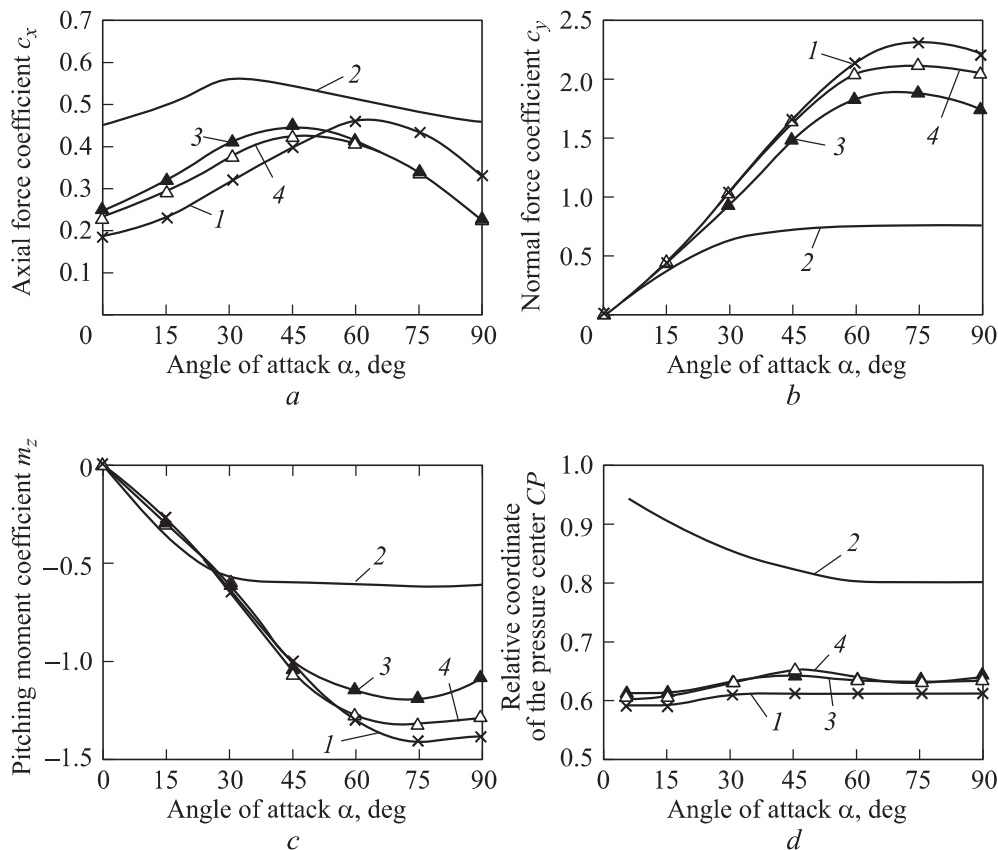 Axial force coefficient cx
0.7
0.6
0.5
0.4
0.3
0.2
0.1
0 15 30 45 60 75 90
2
3
4
1
Angle of attack α, deg
a
Normal force coefficient cy
2.5
2.0
1.5
1.0
0.5
0 15 30 45 60 75 90
1
4
3
2
Angle of attack α, deg
b
Pitching moment coefficient mz
0
−0.5
−1.0
−1.5
0 15 30 45 60 75 90
2
3
4
1
Angle of attack α, deg
c
Relative coordinate
of the pressure center CP
1.0
0.9
0.8
0.7
0.6
0.5
0 15 30 45 60 75 90
2
4
1
3
Angle of attack α, deg
d